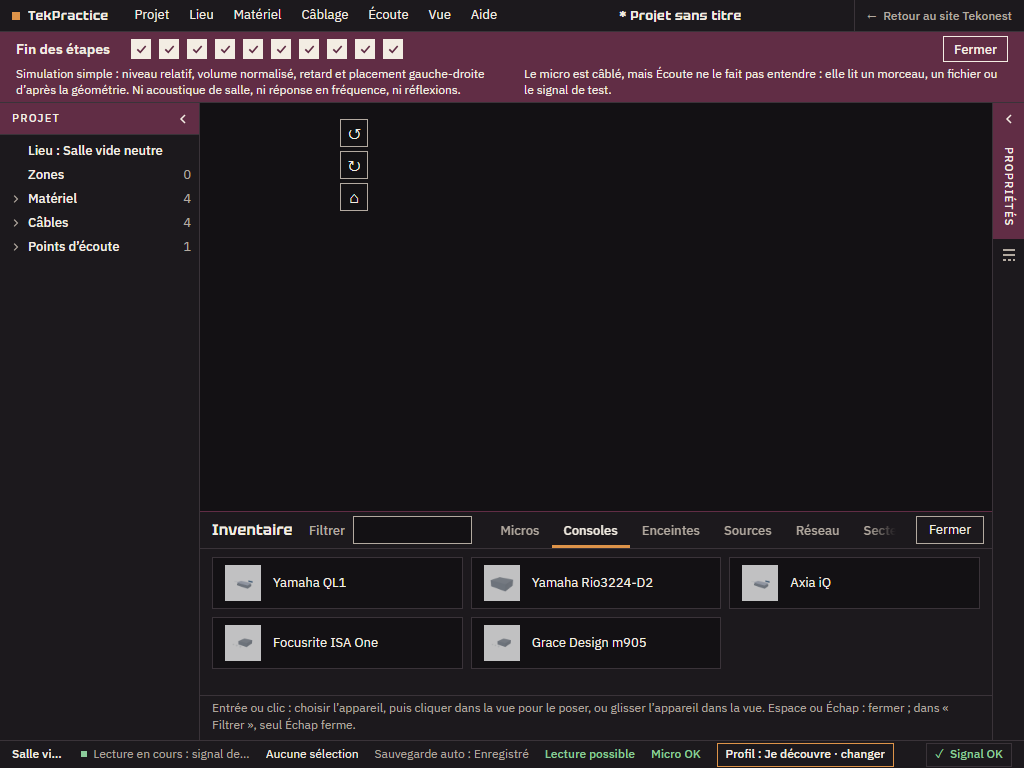 TekPractice
Projet
Lieu
Matériel
Câblage
Écoute
Vue
Aide
* Projet sans titre
← Retour au site Tekonest
Fin des étapes
Fermer
Simulation simple : niveau relatif, volume normalisé, retard et placement gauche-droite
d'après la géométrie. Ni acoustique de salle, ni réponse en fréquence, ni réflexions.
Le micro est câblé, mais Écoute ne le fait pas entendre : elle lit un morceau, un fichier ou
le signal de test.
PROJET
Lieu : Salle vide neutre
Zones 0
Matériel 4
Câbles 4
Points d'écoute 1
PROPRIÉTÉS
Inventaire
Filtrer
Micros
Consoles
Enceintes
Sources
Réseau
Secte
Fermer
Yamaha QL1
Yamaha Rio3224-D2
Axia iQ
Focusrite ISA One
Grace Design m905
Entrée ou clic : choisir l'appareil, puis cliquer dans la vue pour le poser, ou glisser l'appareil dans la vue. Espace ou Échap : fermer ; dans «
Filtrer », seul Échap ferme.
Salle vi...
Lecture en cours : signal de...
Aucune sélection
Sauvegarde auto : Enregistré
Lecture possible
Micro OK
Profil : Je découvre · changer
✓ Signal OK